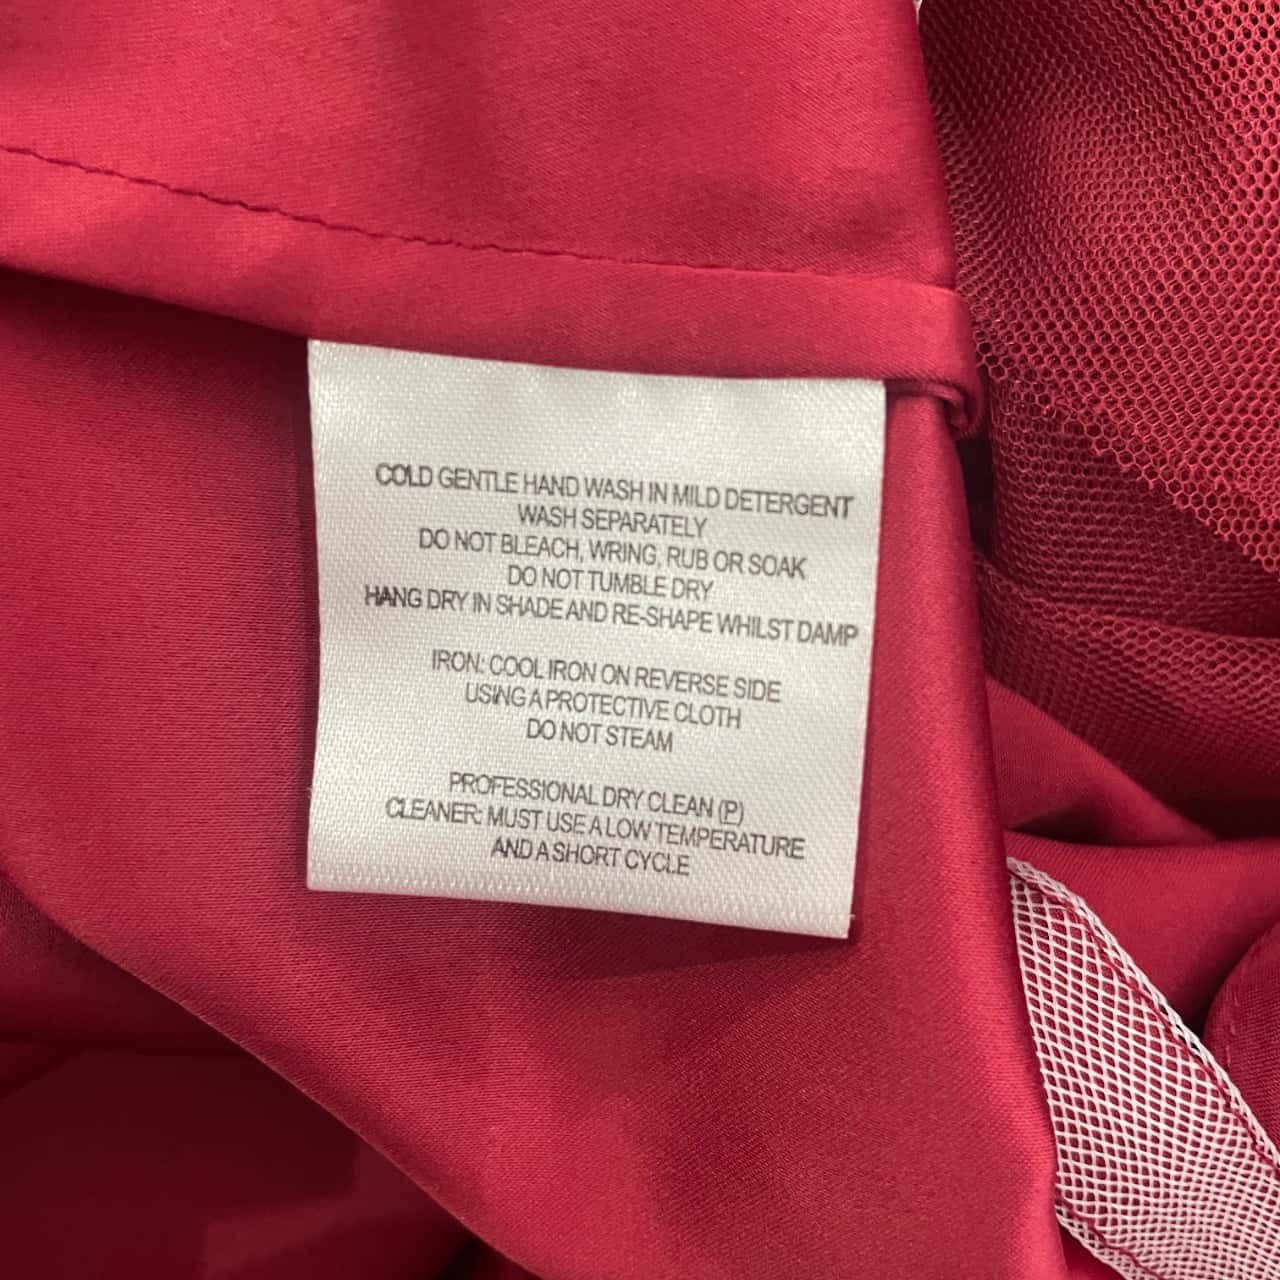 COLD GENTLE HAND WASH IN MILD DETERGENT
WASH SEPARATELY
DO NOT BLEACH, WRING, RUB OR SOAK
DO NOT TUMBLE DRY
HANG DRY IN SHADE AND RE-SHAPE WHILST DAMP
IRON: COOL IRON ON REVERSE SIDE
USING A PROTECTIVE CLOTH
DO NOT STEAM
PROFESSIONAL DRY CLEAN (P)
CLEANER: MUST USE A LOW TEMPERATURE
AND A SHORT CYCLE